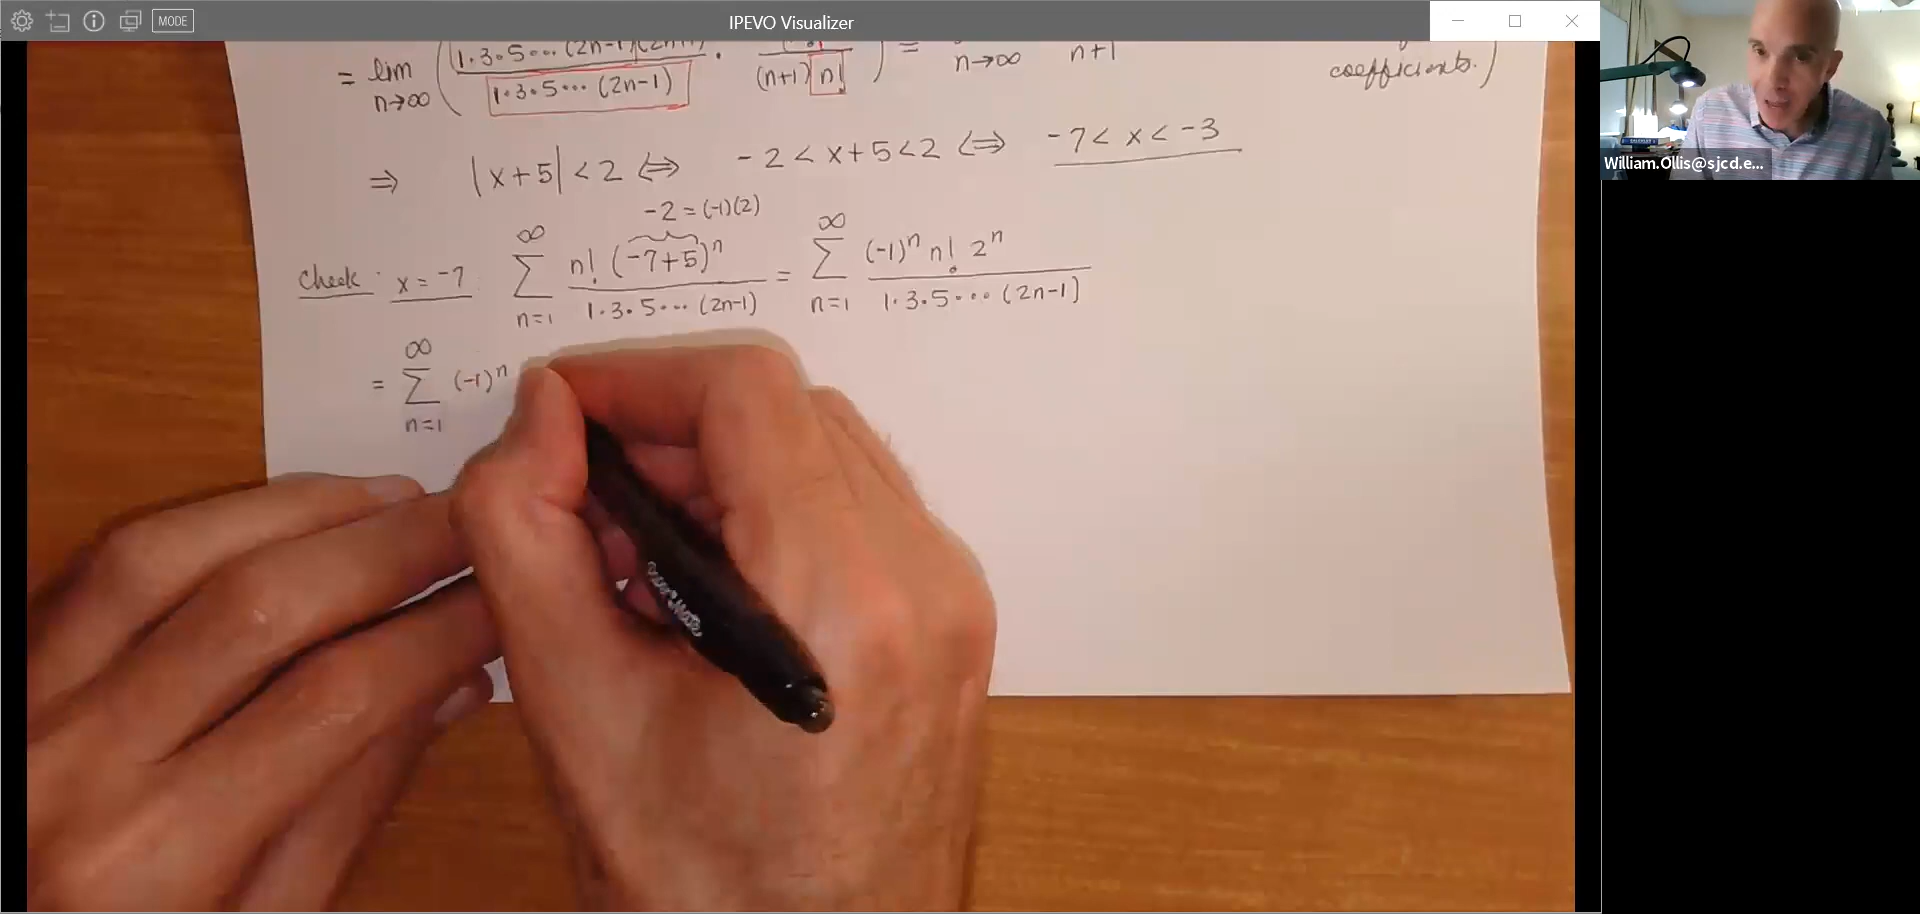 MODE
IPEVO Visualizer
= lim n→∞ ( 1·3·5··· (2n-1)(2n+1) / 1·3·5··· (2n-1) · n! / (n+1) n! ) = n→∞ n+1
coefficients.)
⇒ |x+5| < 2 ⟺ -2 < x+5 < 2 ⟺ -7 < x < -3
-2 = (-1)(2)
Check: x = -7: ∞ Σ n=1 n! (-7+5)^n / 1·3·5··· (2n-1) = ∞ Σ n=1 (-1)^n n! 2^n / 1·3·5··· (2n-1)
= ∞ Σ n=1 (-1)^n
William.Ollis@sjcd.e...